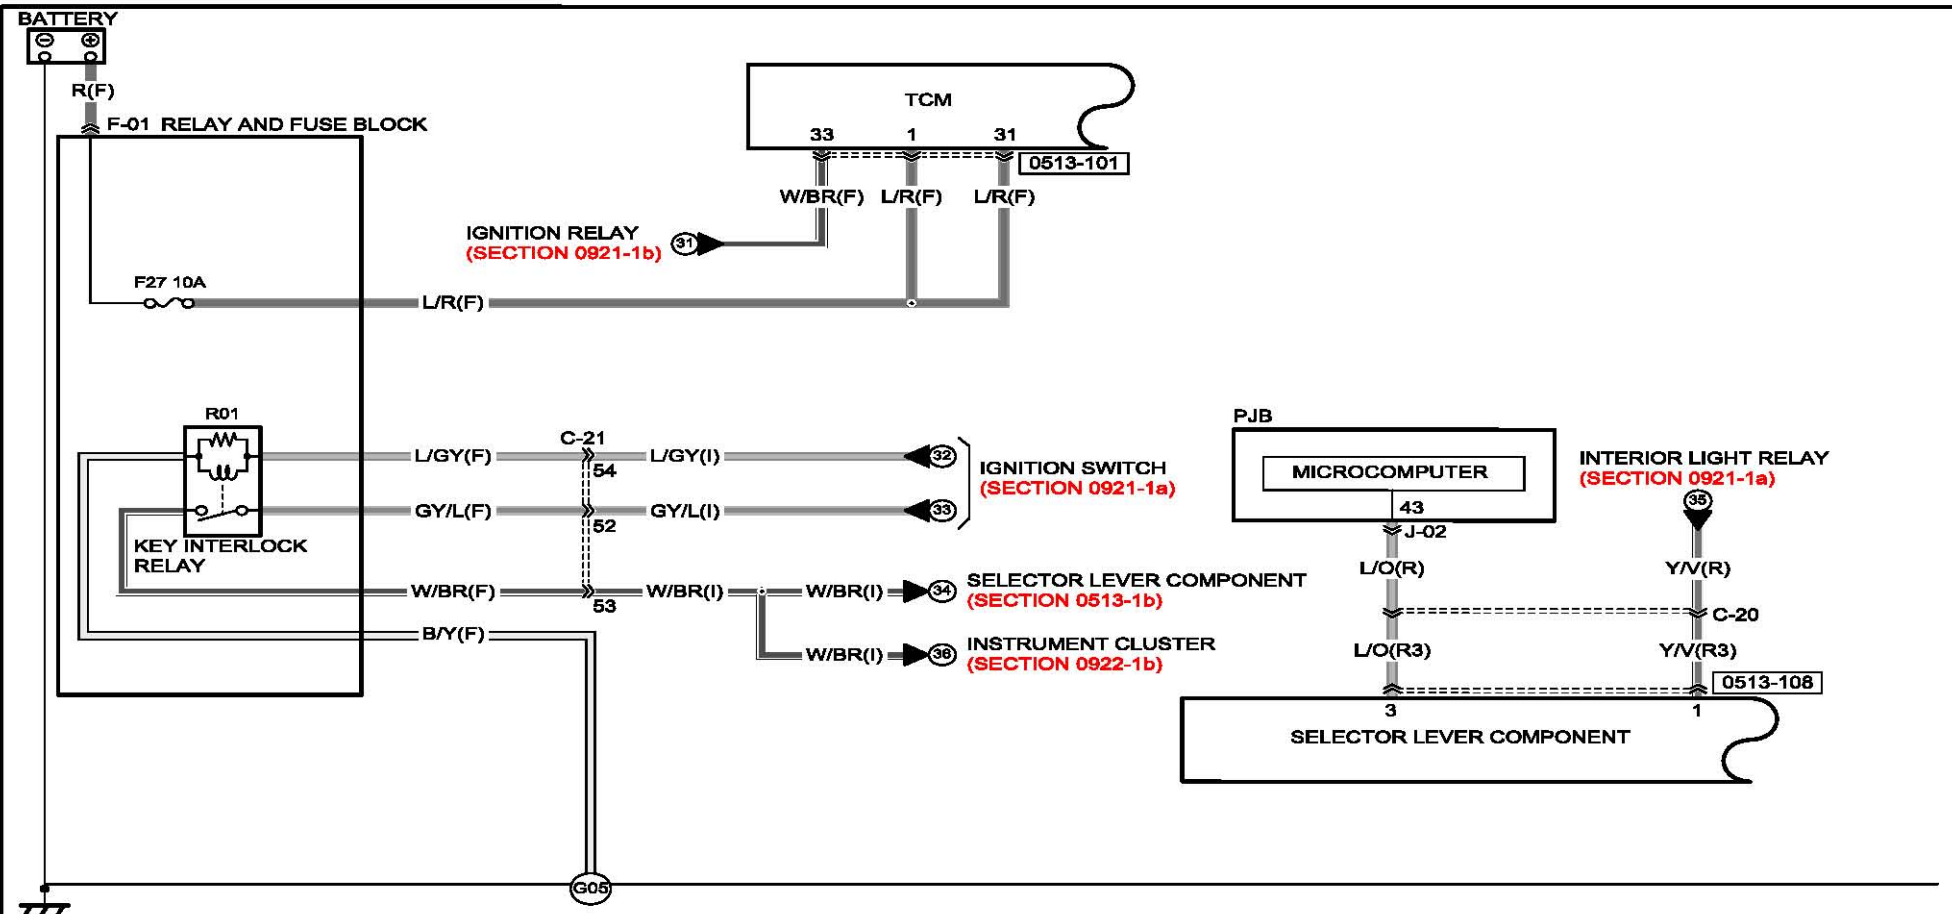 BATTERY
R(F)
F-01 RELAY AND FUSE BLOCK
TCM
33 1 31
0513-101
W/BR(F) L/R(F) L/R(F)
IGNITION RELAY
(SECTION 0921-1b)
31
F27 10A
L/R(F)
R01
KEY INTERLOCK
RELAY
C-21
L/GY(F) 54 L/GY(I) 32
GY/L(F) 52 GY/L(I) 33
IGNITION SWITCH
(SECTION 0921-1a)
W/BR(F) 53 W/BR(I) W/BR(I) 34
SELECTOR LEVER COMPONENT
(SECTION 0513-1b)
B/Y(F)
W/BR(I) 36
INSTRUMENT CLUSTER
(SECTION 0922-1b)
PJB
MICROCOMPUTER
43
J-02
INTERIOR LIGHT RELAY
(SECTION 0921-1a)
35
L/O(R) Y/V(R)
C-20
L/O(R3) Y/V(R3)
0513-108
3 1
SELECTOR LEVER COMPONENT
G05